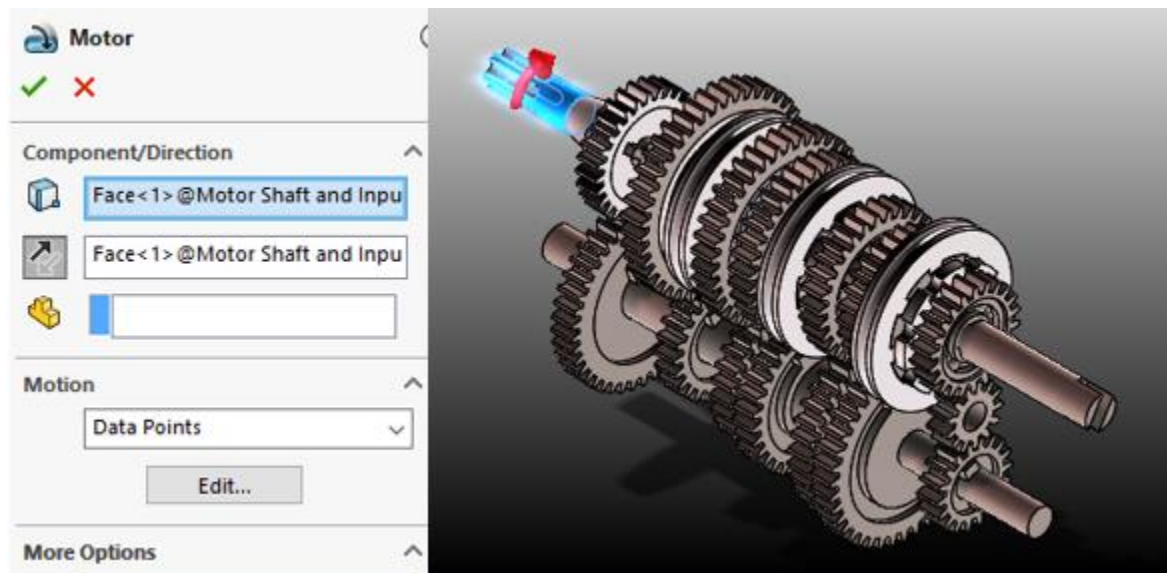 Motor
Component/Direction
Face<1>@Motor Shaft and Inpu
Face<1>@Motor Shaft and Inpu
Motion
Data Points
Edit...
More Options